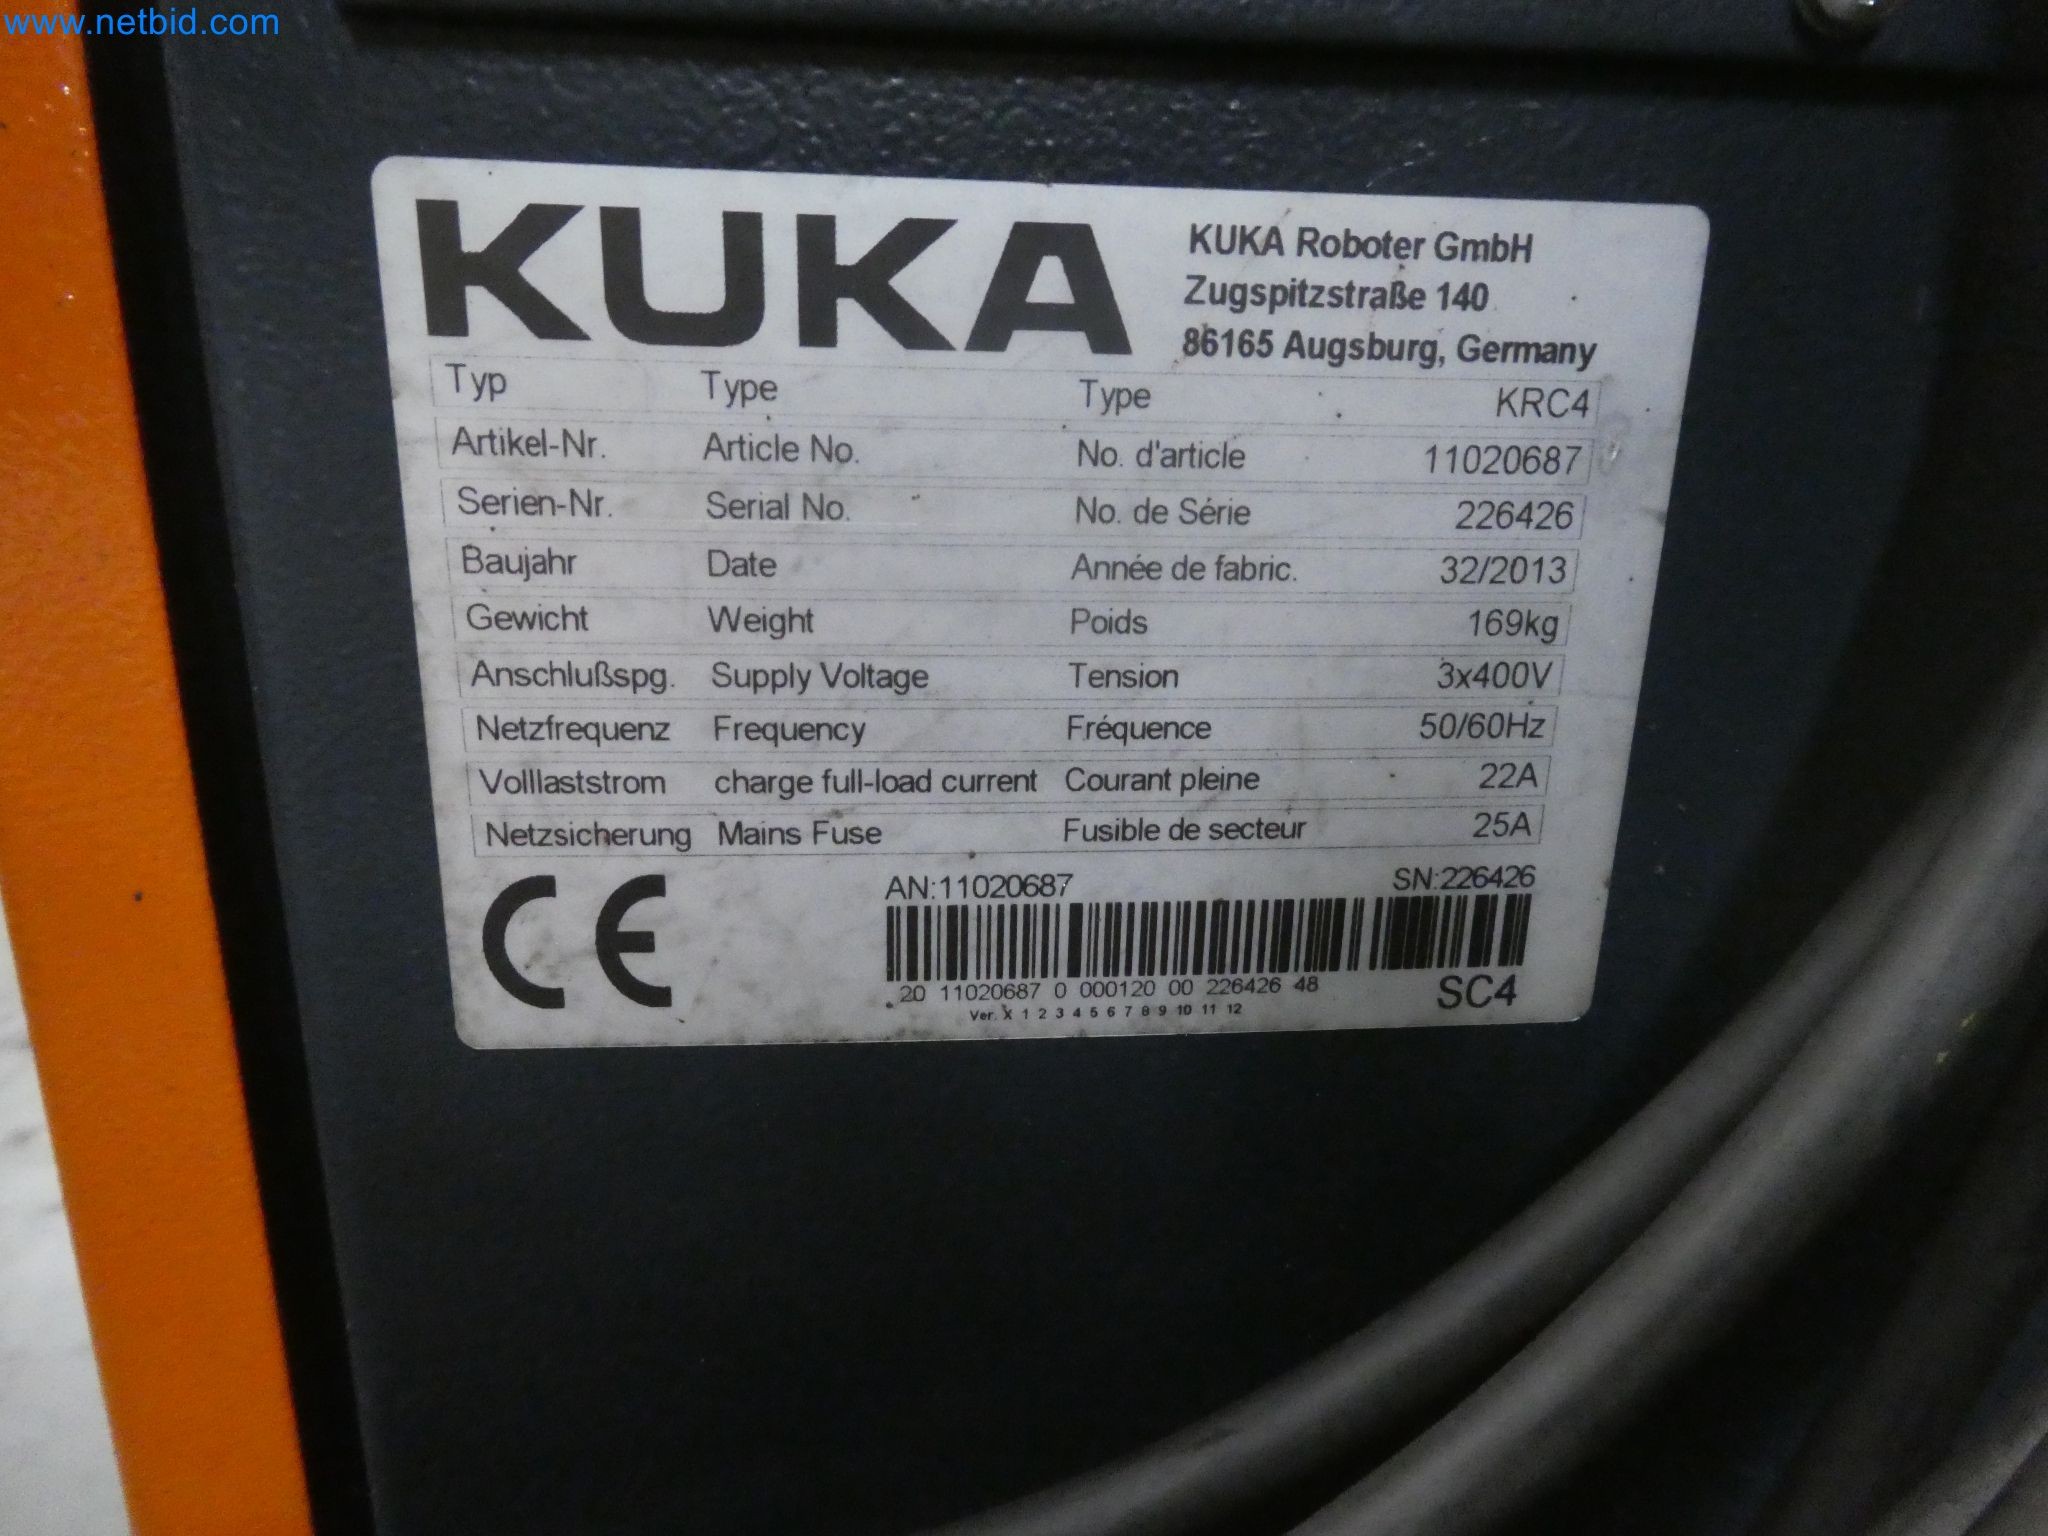 www.netbid.com
KUKA
KUKA Roboter GmbH
Zugspitzstraße 140
86165 Augsburg, Germany
Typ Type Type KRC4
Artikel-Nr. Article No. No. d'article 11020687
Serien-Nr. Serial No. No. de Série 226426
Baujahr Date Année de fabric. 32/2013
Gewicht Weight Poids 169kg
Anschlußspg. Supply Voltage Tension 3x400V
Netzfrequenz Frequency Fréquence 50/60Hz
Volllaststrom charge full-load current Courant pleine 22A
Netzsicherung Mains Fuse Fusible de secteur 25A
CE
AN:11020687 SN:226426
20 11020687 0 000120 00 226426 48
SC4
Ver. X 1 2 3 4 5 6 7 8 9 10 11 12